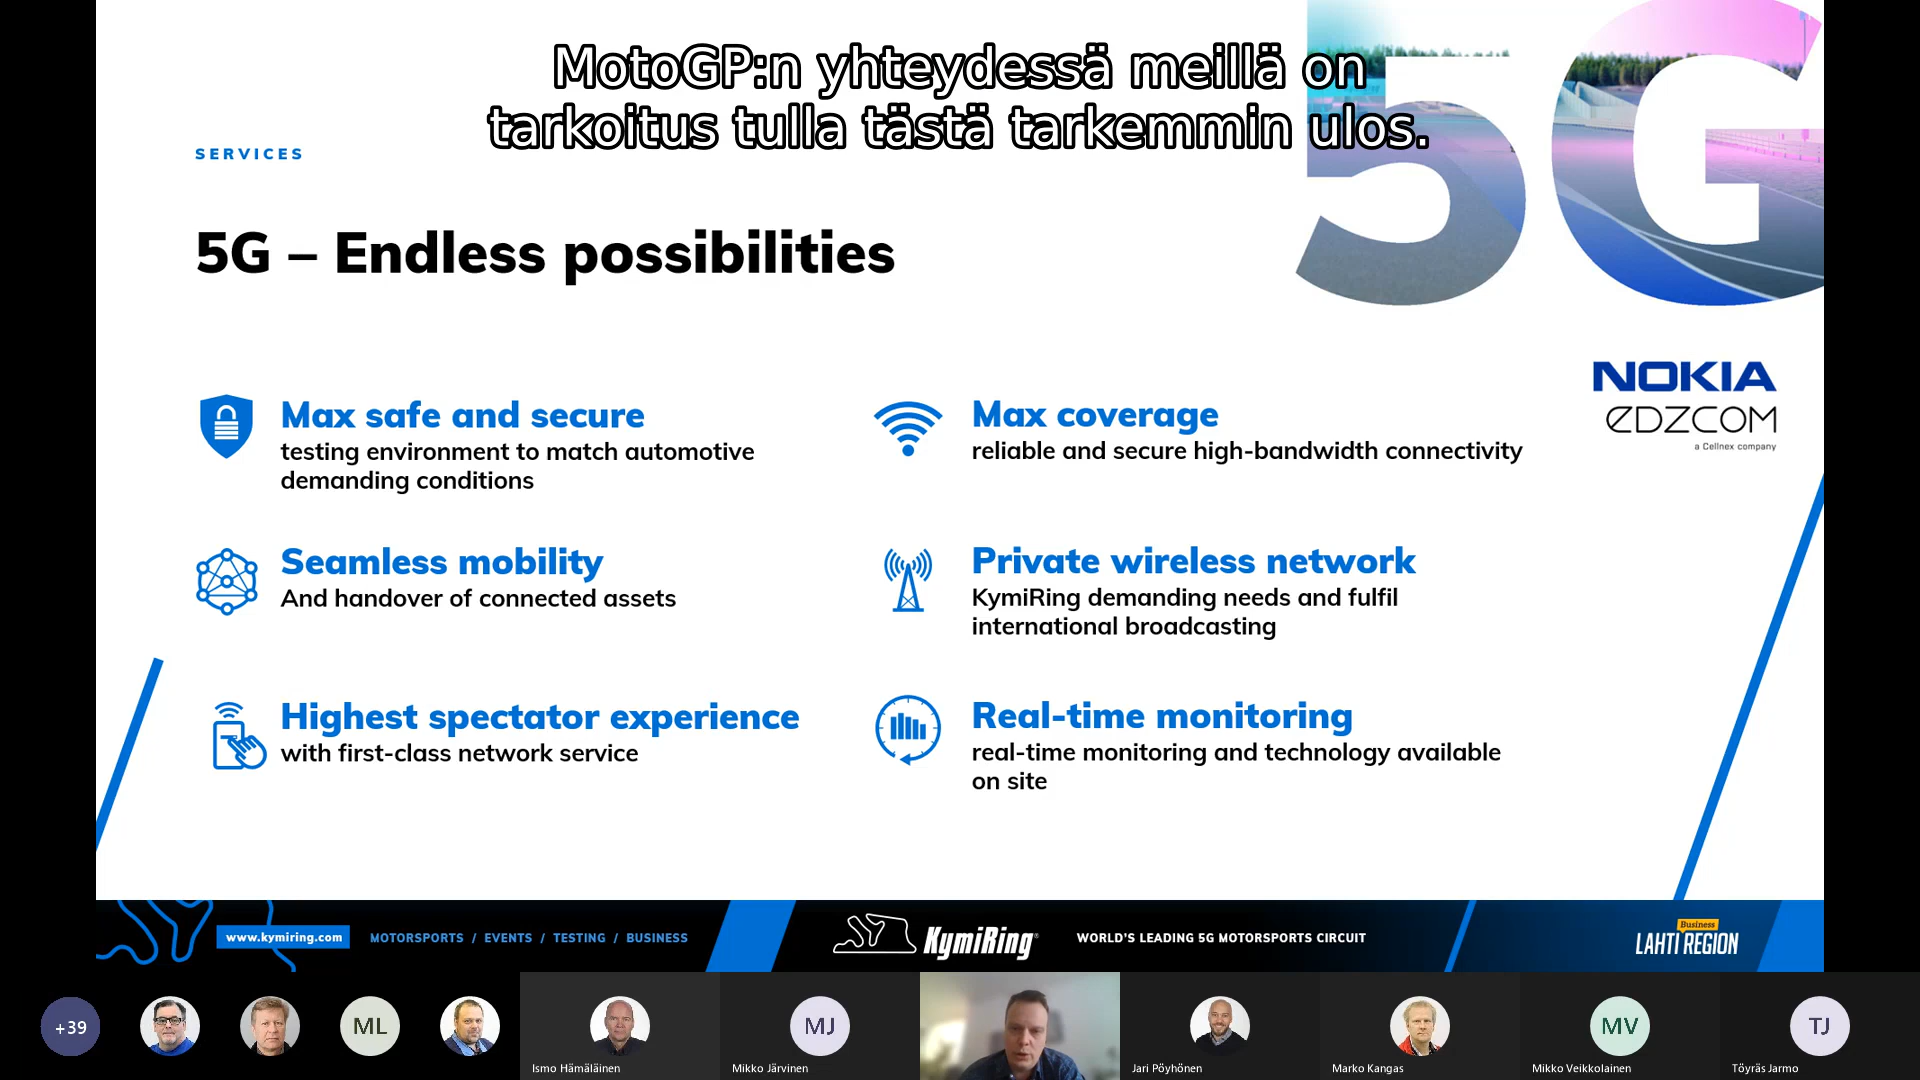 MotoGP:n yhteydessä meillä on
tarkoitus tulla tästä tarkemmin ulos.
5G
SERVICES
5G – Endless possibilities
NOKIA
EDZCOM
a Cellnex company
Max safe and secure
testing environment to match automotive
demanding conditions
Max coverage
reliable and secure high-bandwidth connectivity
Seamless mobility
And handover of connected assets
Private wireless network
KymiRing demanding needs and fulfil
international broadcasting
Highest spectator experience
with first-class network service
Real-time monitoring
real-time monitoring and technology available
on site
www.kymiring.com
MOTORSPORTS / EVENTS / TESTING / BUSINESS
KymiRing
WORLD'S LEADING 5G MOTORSPORTS CIRCUIT
Business
LAHTI REGION
+39
ML
MJ
MV
TJ
Ismo Hämäläinen
Mikko Järvinen
Jari Pöyhönen
Marko Kangas
Mikko Veikkolainen
Töyräs Jarmo